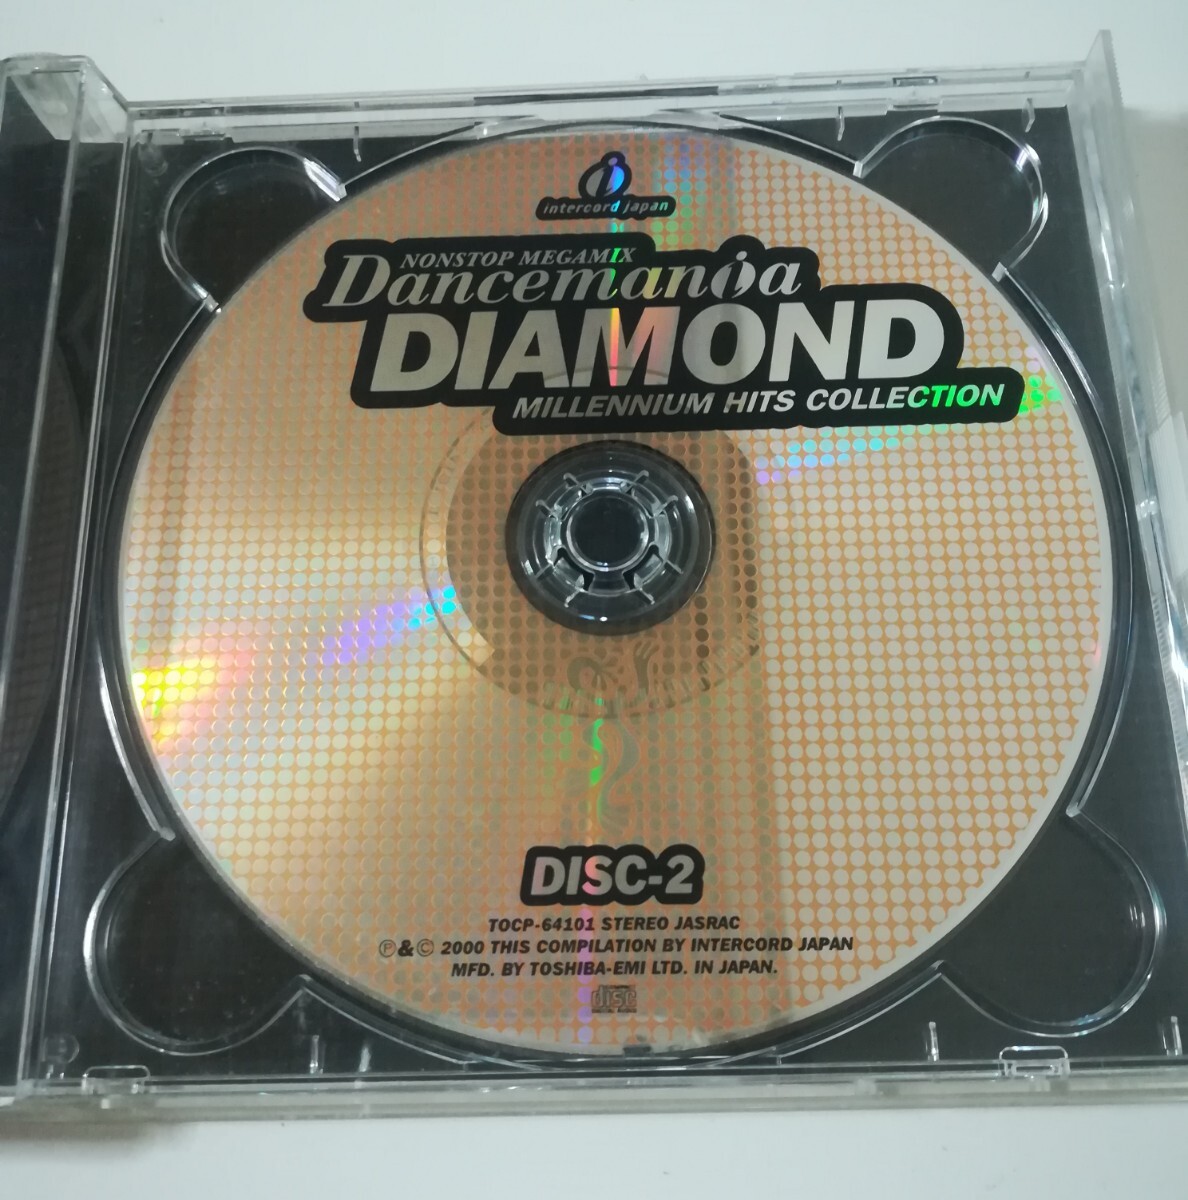 intercord japan
NONSTOP MEGAMIX
Dancemania
DIAMOND
MILLENNIUM HITS COLLECTION
DISC-2
TOCP-64101 STEREO JASRAC
Ⓟ&© 2000 THIS COMPILATION BY INTERCORD JAPAN
MFD. BY TOSHIBA-EMI LTD. IN JAPAN.
disc